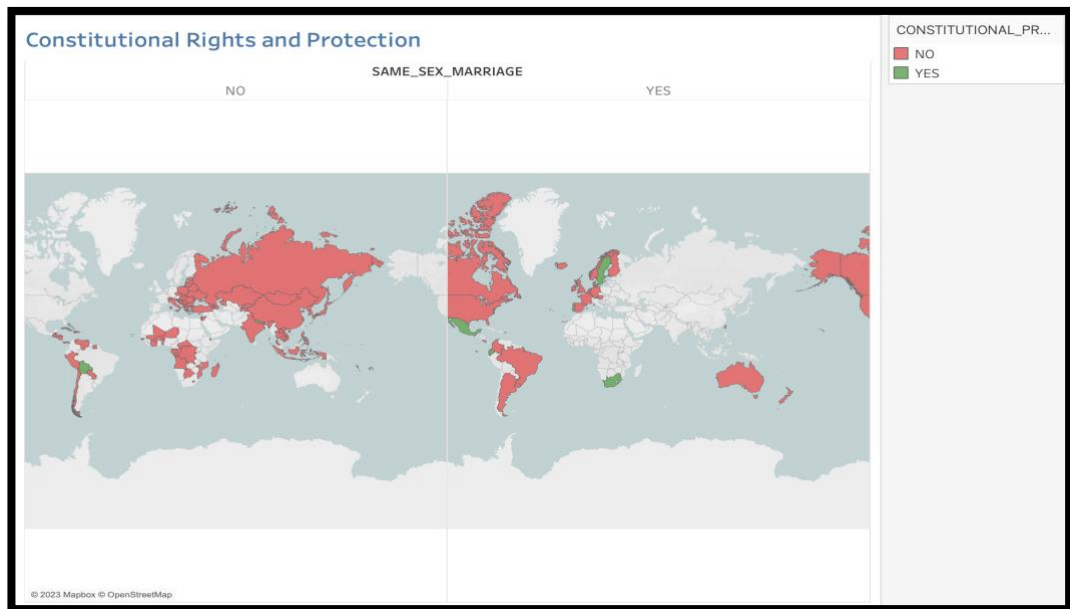 Constitutional Rights and Protection
SAME_SEX_MARRIAGE
NO
YES
CONSTITUTIONAL_PR...
NO
YES
© 2023 Mapbox © OpenStreetMap